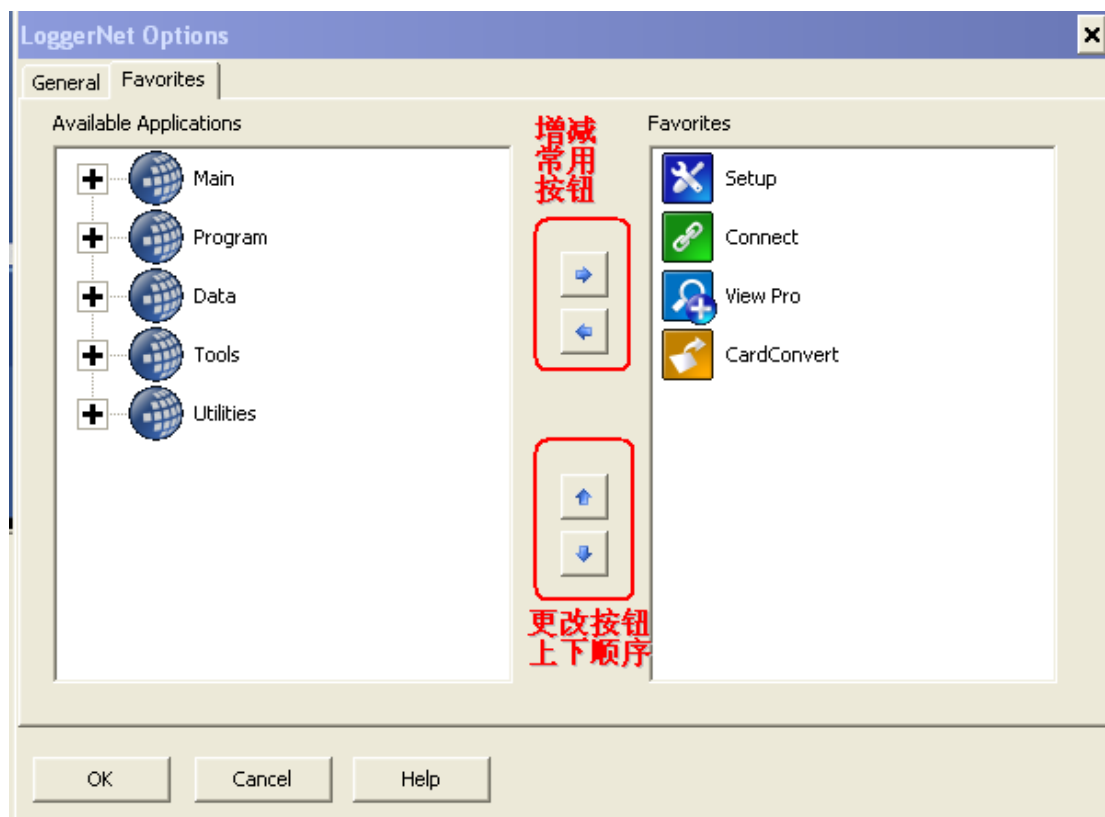 LoggerNet Options
General Favorites
Available Applications
增减
常用
按钮
Favorites
Main
Program
Data
Tools
Utilities
Setup
Connect
View Pro
CardConvert
更改按钮
上下顺序
OK Cancel Help